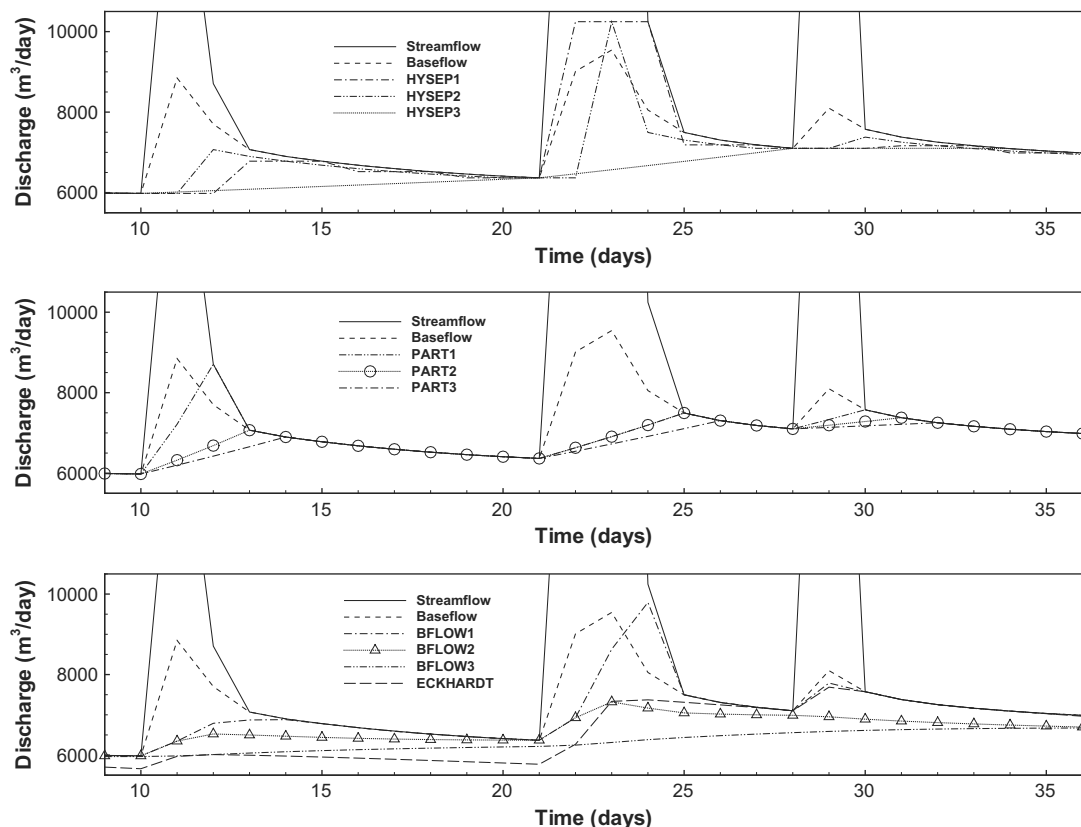 10000
8000
6000
Discharge (m³/day)
Streamflow
Baseflow
HYSEP1
HYSEP2
HYSEP3
10 15 20 25 30 35
Time (days)
10000
8000
6000
Discharge (m³/day)
Streamflow
Baseflow
PART1
PART2
PART3
10 15 20 25 30 35
Time (days)
10000
8000
6000
Discharge (m³/day)
Streamflow
Baseflow
BFLOW1
BFLOW2
BFLOW3
ECKHARDT
10 15 20 25 30 35
Time (days)